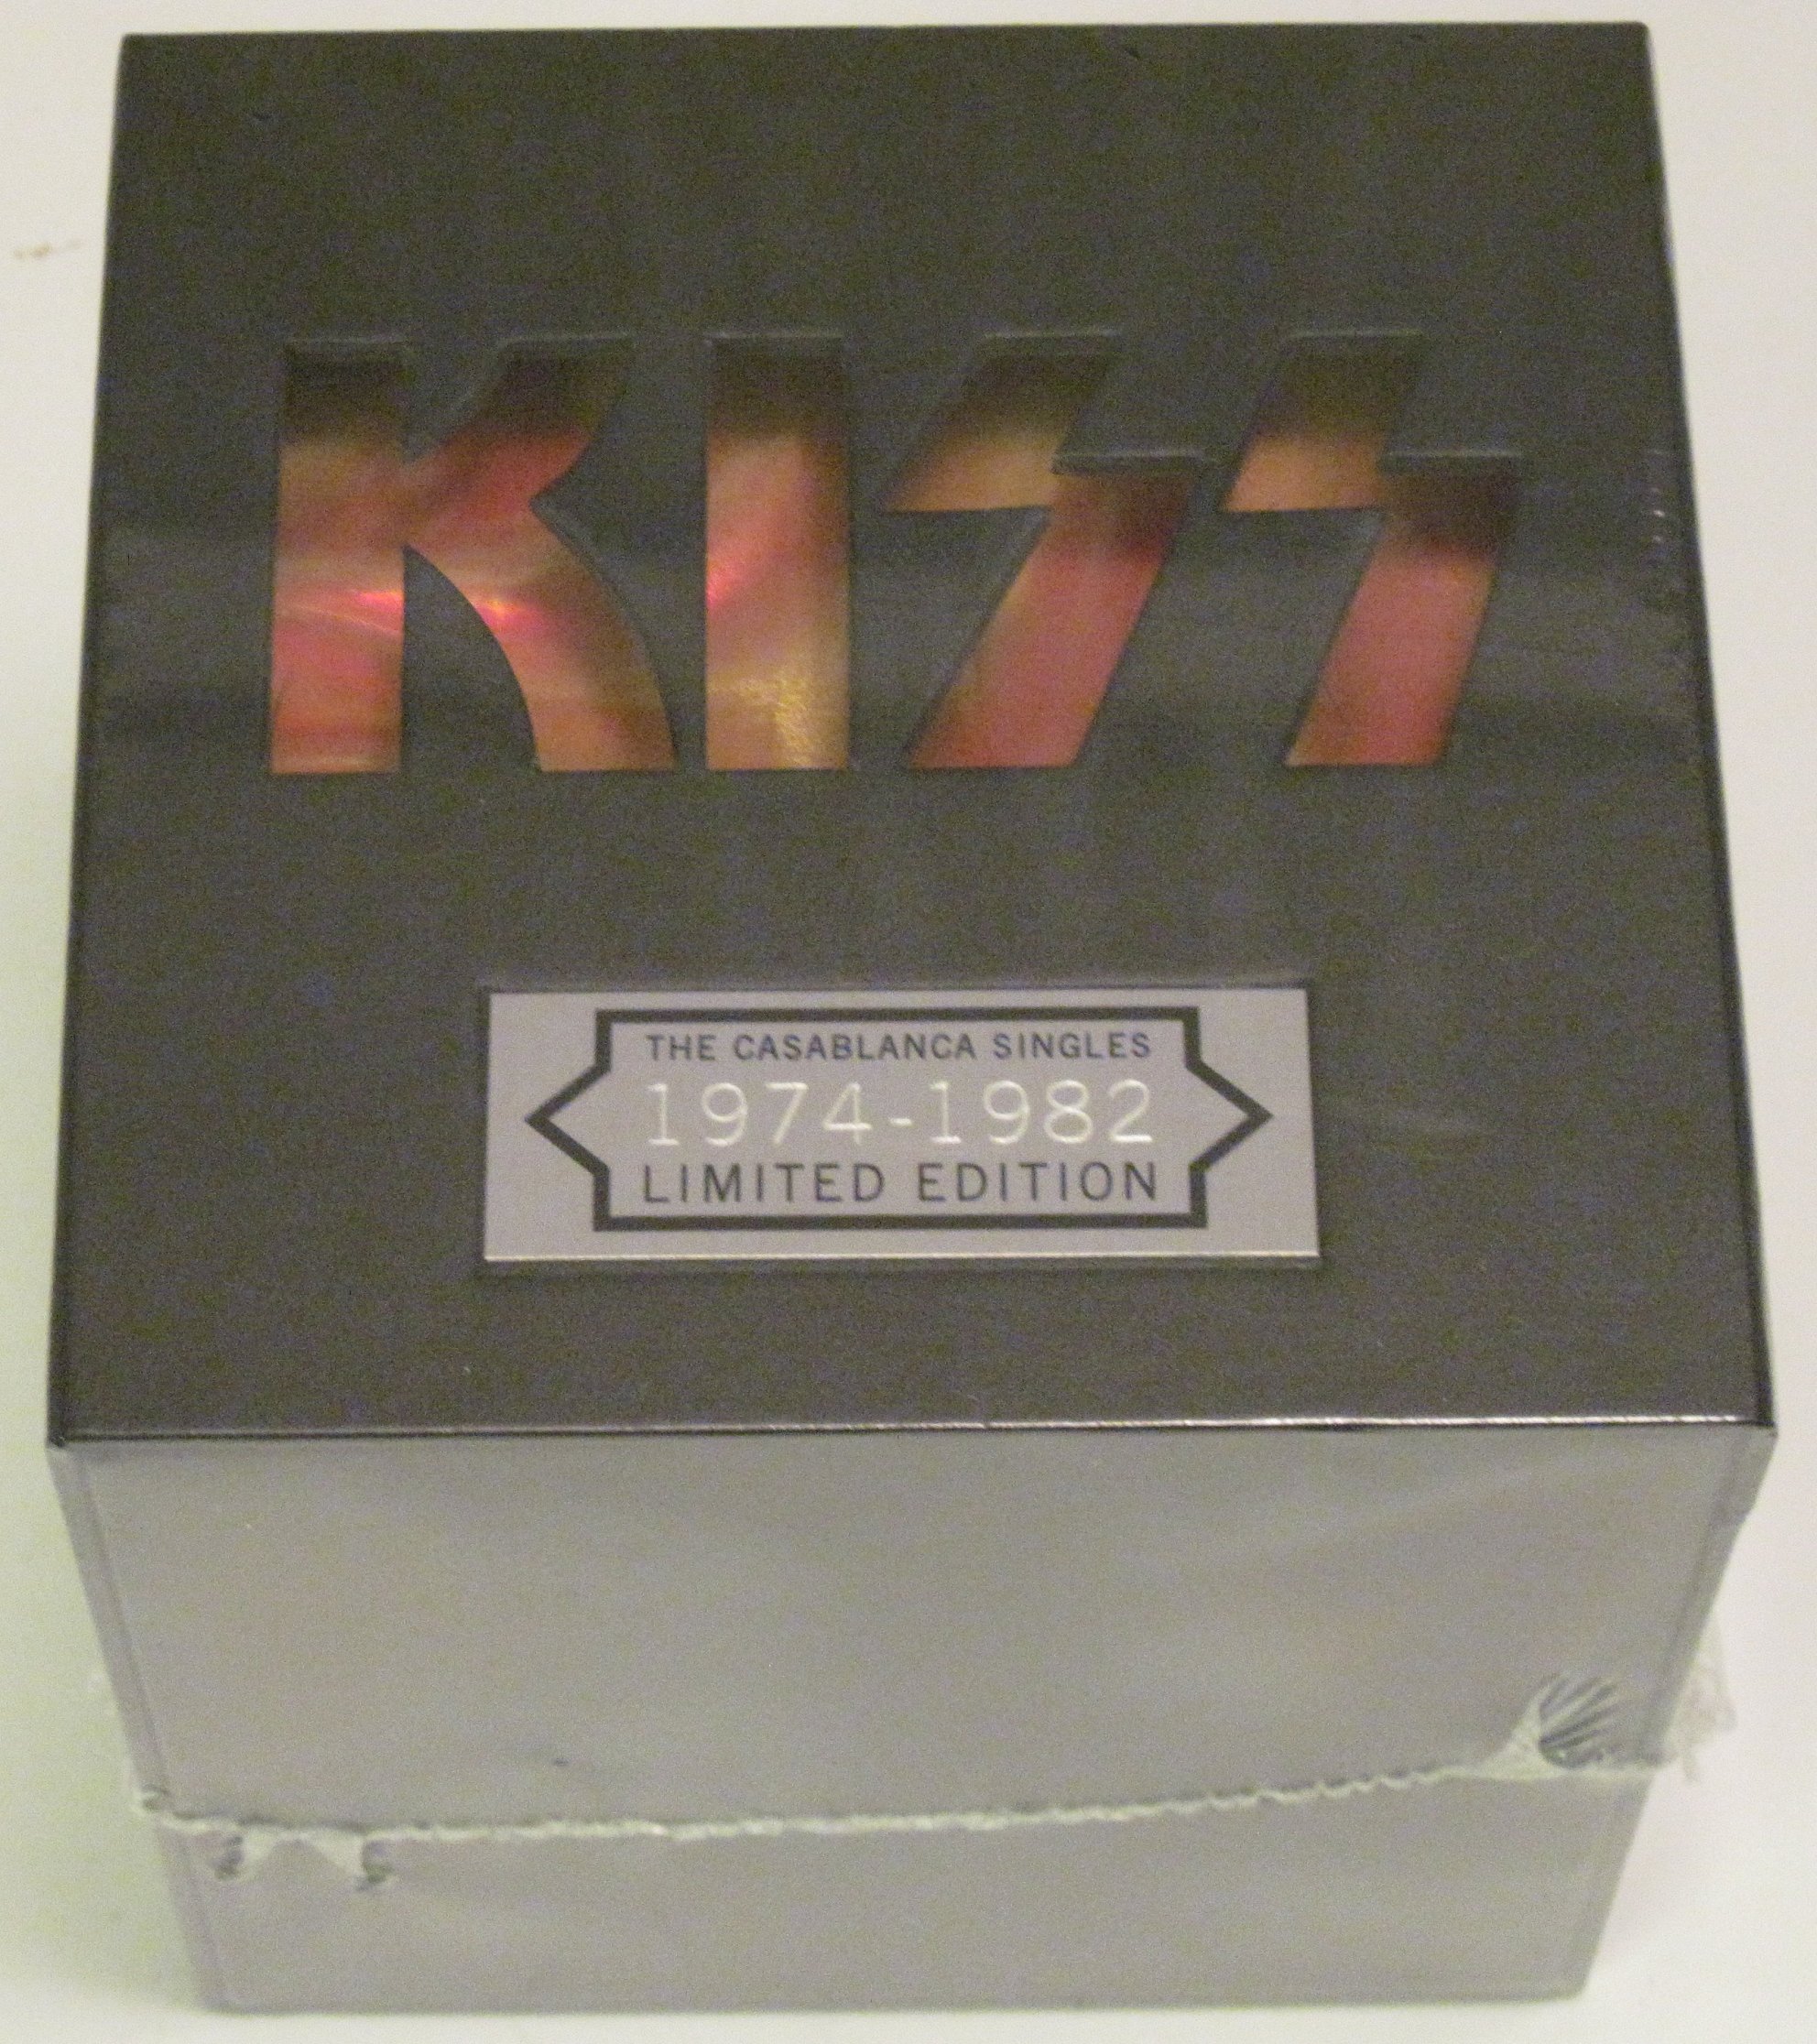 KISS
THE CASABLANCA SINGLES
1974-1982
LIMITED EDITION